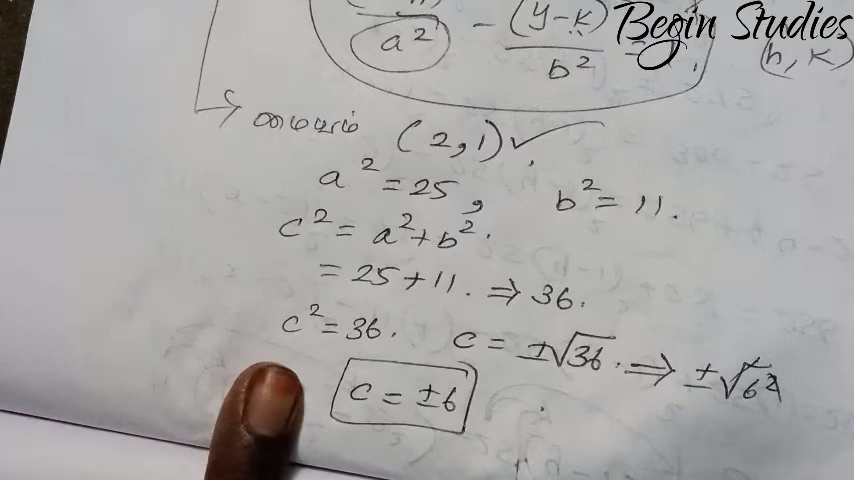 Begin Studies
a² - (y-k) / b²
(h, k)
→ மையம் (2,1) ✓
a² = 25, b² = 11.
c² = a² + b².
= 25 + 11. ⇒ 36.
c² = 36. c = ±√36. ⇒ ±√6²
c = ±6